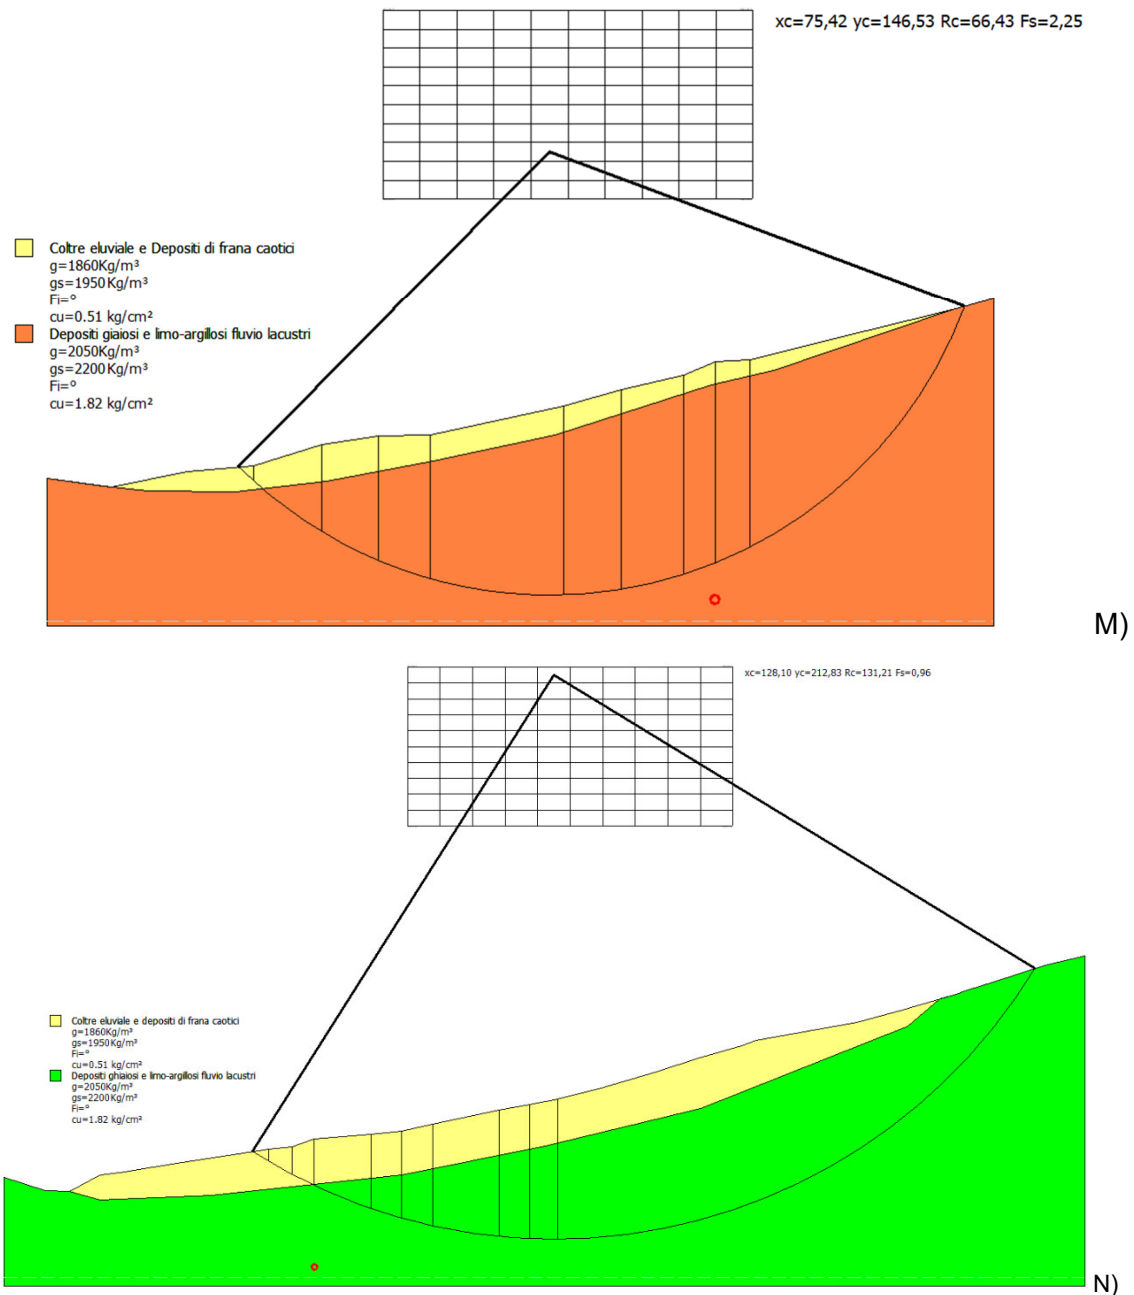 xc=75,42 yc=146,53 Rc=66,43 Fs=2,25
Coltre eluviale e Depositi di frana caotici
g=1860Kg/m³
gs=1950Kg/m³
Fi=°
cu=0.51 kg/cm²
Depositi giaiosi e limo-argillosi fluvio lacustri
g=2050Kg/m³
gs=2200Kg/m³
Fi=°
cu=1.82 kg/cm²
M)
xc=128,10 yc=212,83 Rc=131,21 Fs=0,96
Coltre eluviale e depositi di frana caotici
g=1860Kg/m³
gs=1950Kg/m³
Fi=°
cu=0.51 kg/cm²
Depositi ghiaiosi e limo-argillosi fluvio lacustri
g=2050Kg/m³
gs=2200Kg/m³
Fi=°
cu=1.82 kg/cm²
N)